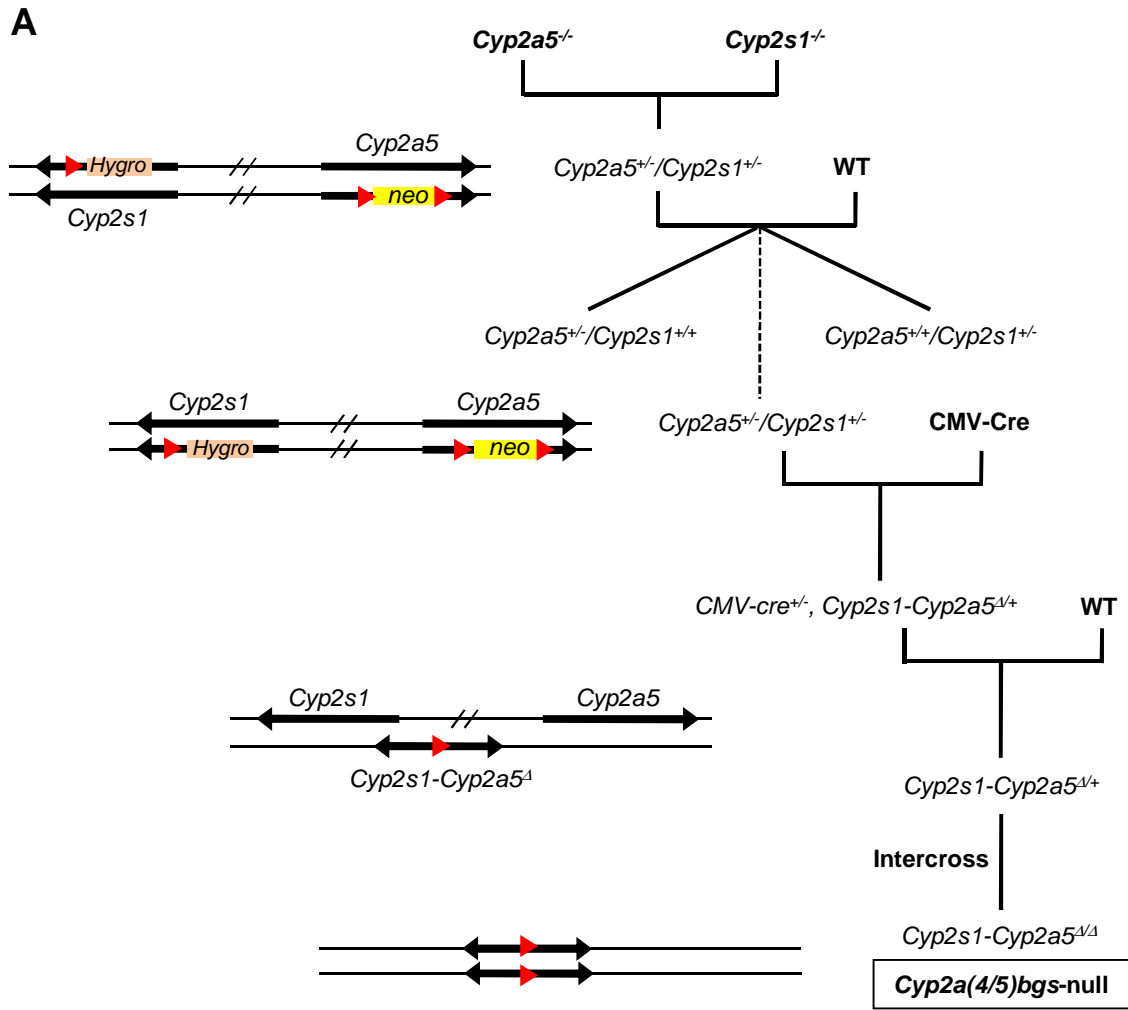 A
Cyp2a5-/- Cyp2s1-/-
Hygro Cyp2a5
Cyp2s1 neo
Cyp2a5+/-/Cyp2s1+/- WT
Cyp2a5+/-/Cyp2s1+/+ Cyp2a5+/+/Cyp2s1+/-
Cyp2s1 Cyp2a5
Hygro neo
Cyp2a5+/-/Cyp2s1+/- CMV-Cre
CMV-cre+/-, Cyp2s1-Cyp2a5Δ/+ WT
Cyp2s1 Cyp2a5
Cyp2s1-Cyp2a5Δ
Cyp2s1-Cyp2a5Δ/+
Intercross
Cyp2s1-Cyp2a5Δ/Δ
Cyp2a(4/5)bgs-null